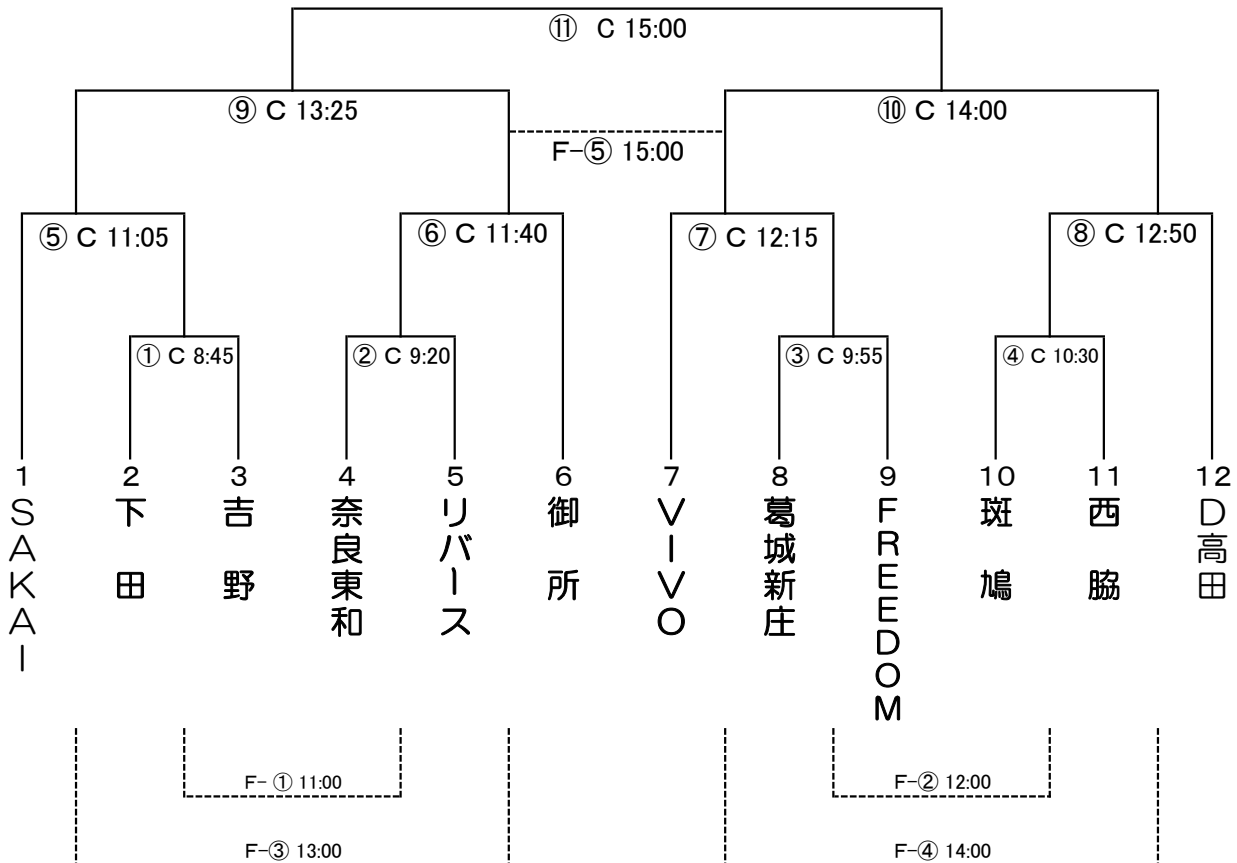 ⑪ C 15:00
⑨ C 13:25
⑩ C 14:00
F-⑤ 15:00
⑤ C 11:05
⑥ C 11:40
⑦ C 12:15
⑧ C 12:50
① C 8:45
② C 9:20
③ C 9:55
④ C 10:30
1 2 3 4 5 6 7 8 9 10 11 12
SAKAI
下田
吉野
奈良東和
リバース
御所
VIVO
葛城新庄
FREEDOM
斑鳩
西脇
D高田
F- ① 11:00
F-② 12:00
F-③ 13:00
F-④ 14:00